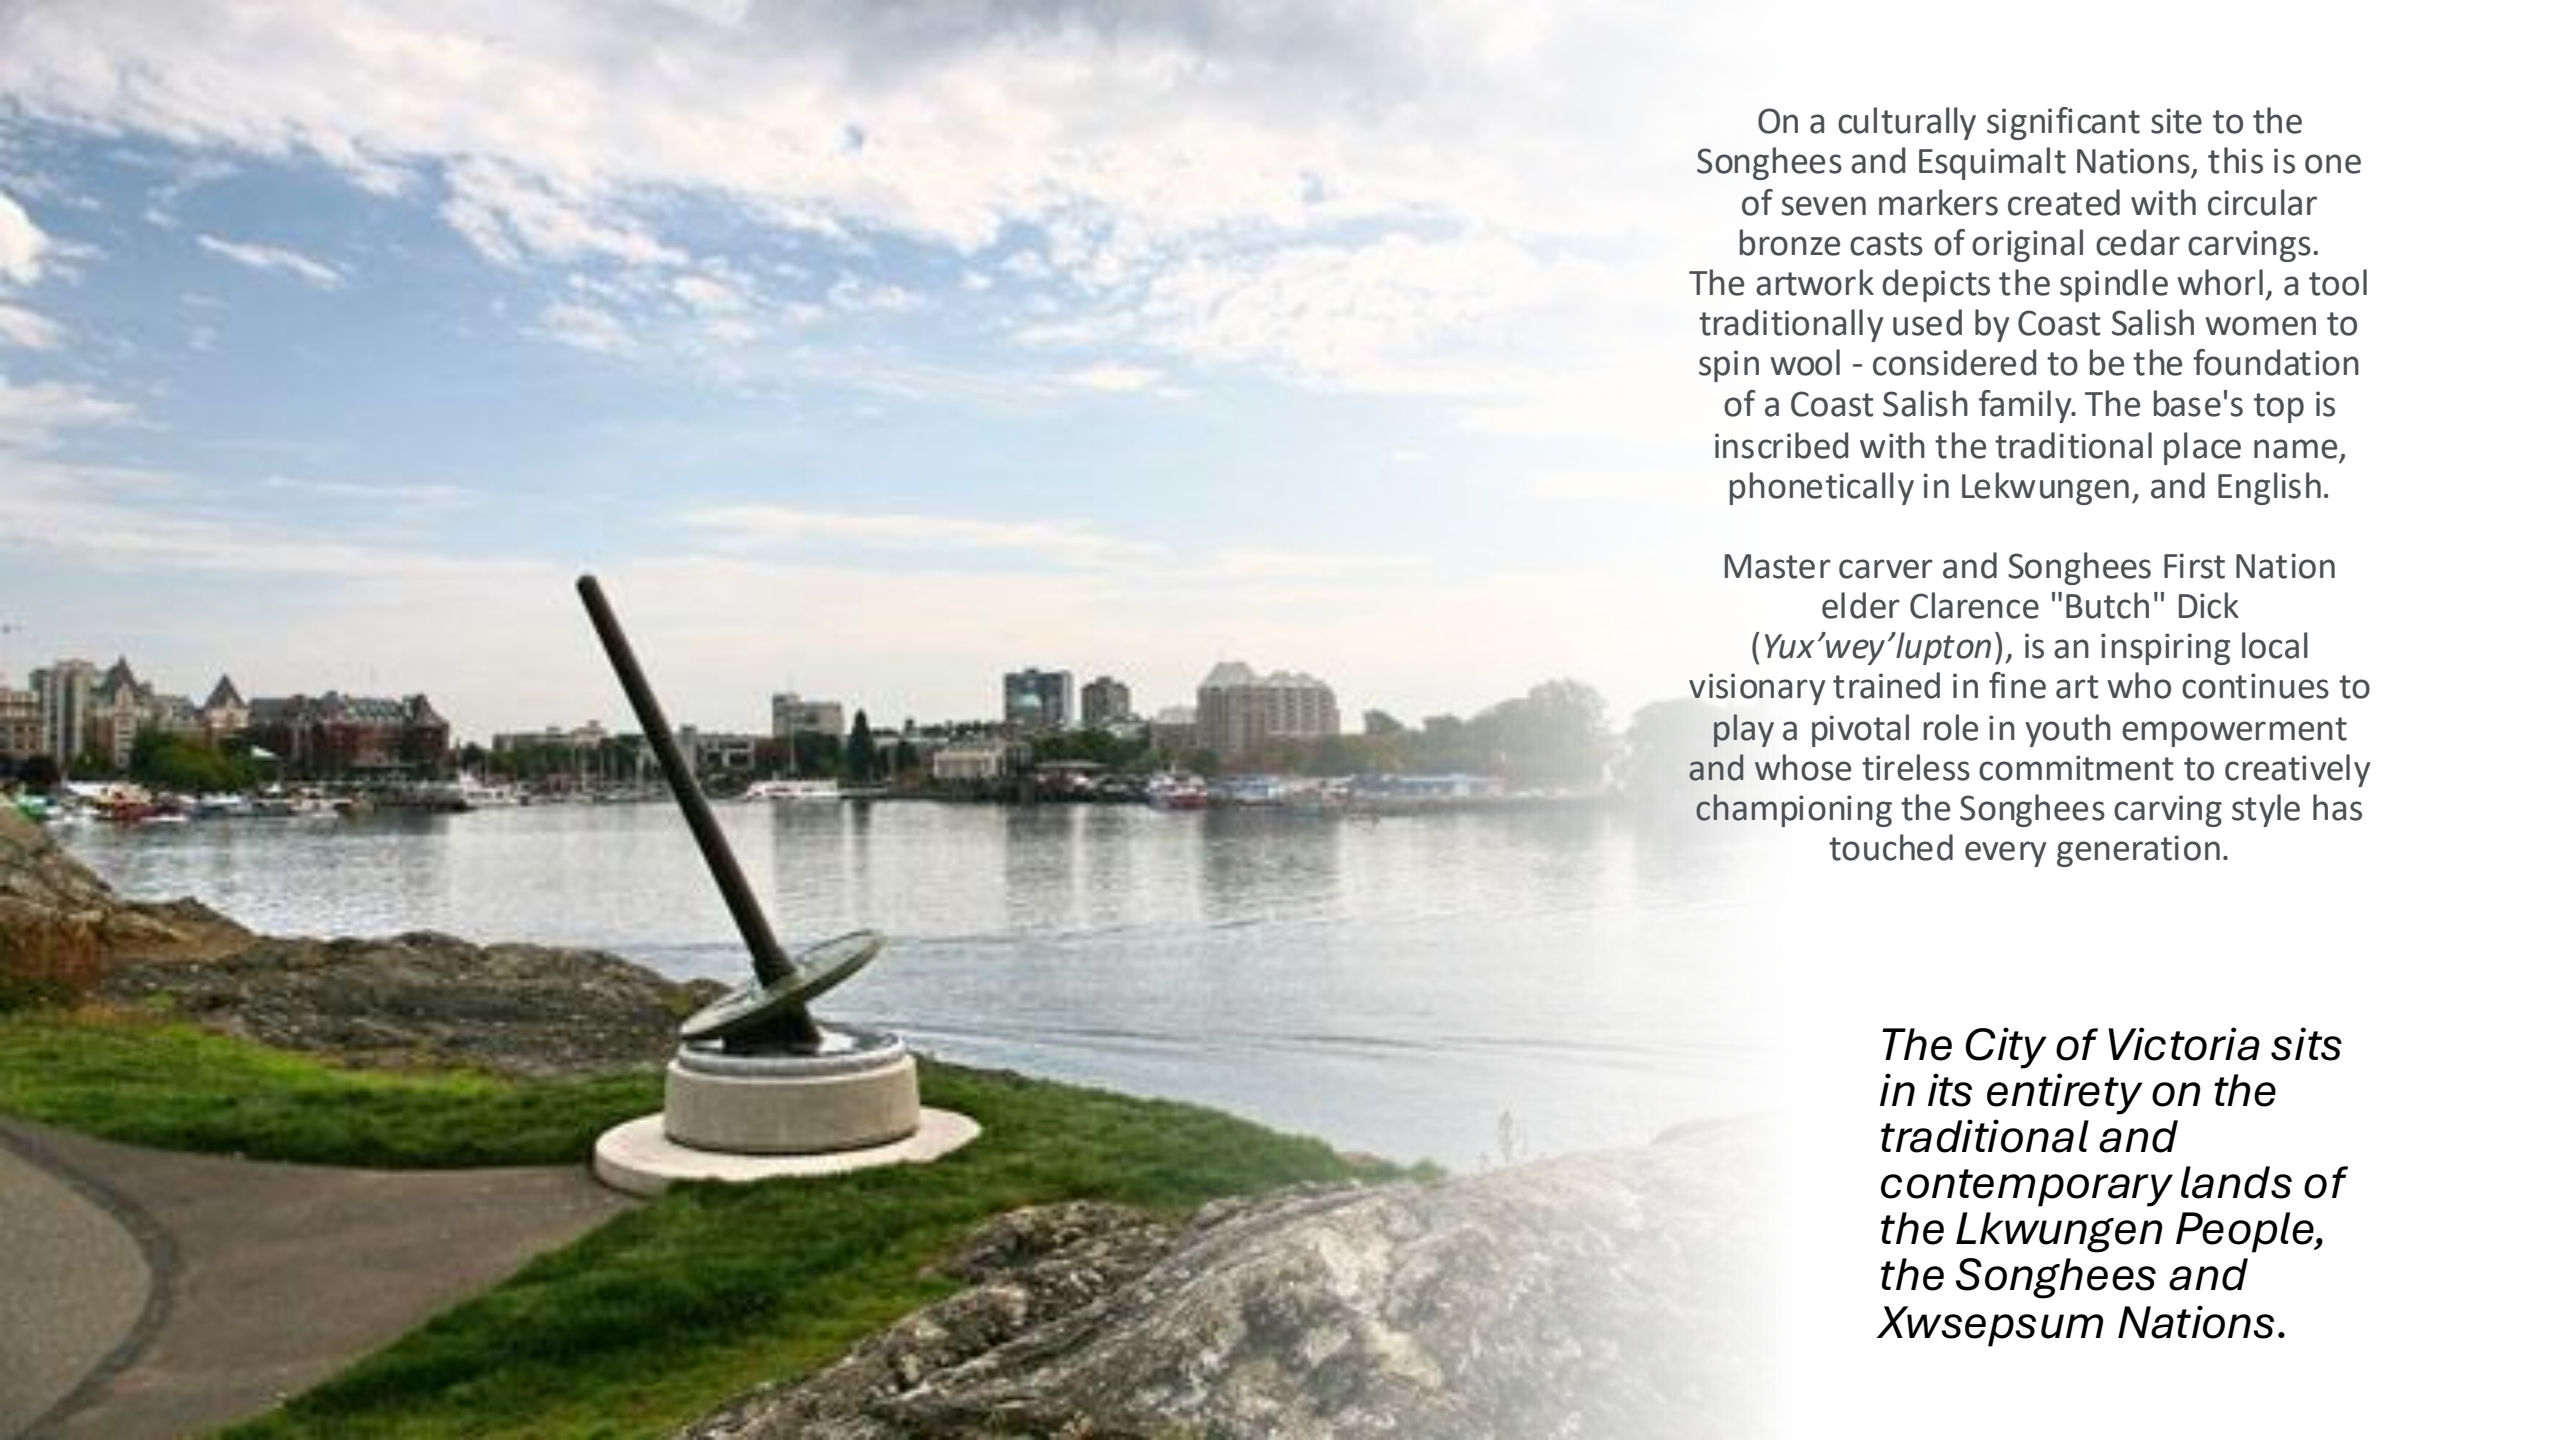 On a culturally significant site to the
Songhees and Esquimalt Nations, this is one
of seven markers created with circular
bronze casts of original cedar carvings.
The artwork depicts the spindle whorl, a tool
traditionally used by Coast Salish women to
spin wool - considered to be the foundation
of a Coast Salish family. The base's top is
inscribed with the traditional place name,
phonetically in Lekwungen, and English.
Master carver and Songhees First Nation
elder Clarence "Butch" Dick
(Yux’wey’lupton), is an inspiring local
visionary trained in fine art who continues to
play a pivotal role in youth empowerment
and whose tireless commitment to creatively
championing the Songhees carving style has
touched every generation.
The City of Victoria sits
in its entirety on the
traditional and
contemporary lands of
the Lkwungen People,
the Songhees and
Xwsepsum Nations.